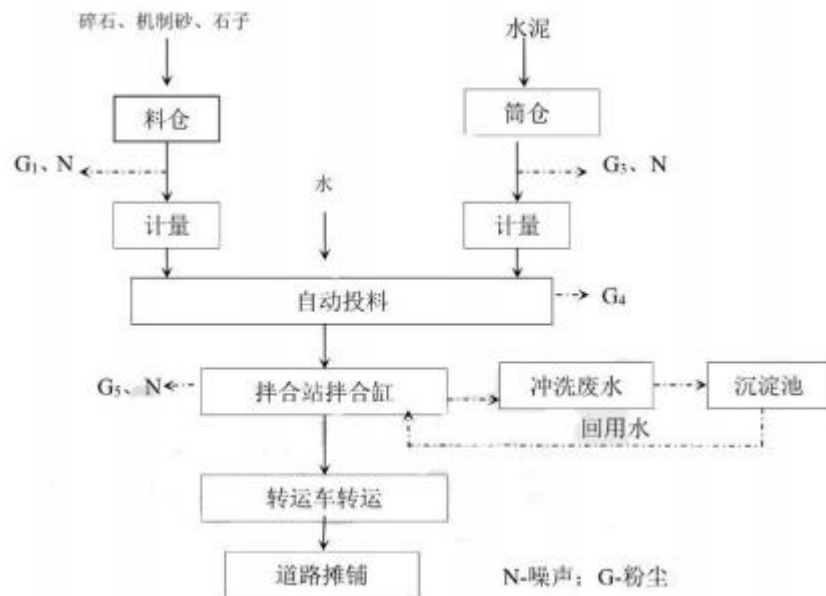 碎石、机制砂、石子
水泥
料仓
筒仓
G₁、N
G₃、N
水
计量
计量
自动投料
G₄
G₅、N
拌合站拌合缸
冲洗废水
沉淀池
回用水
转运车转运
道路摊铺
N-噪声；G-粉尘